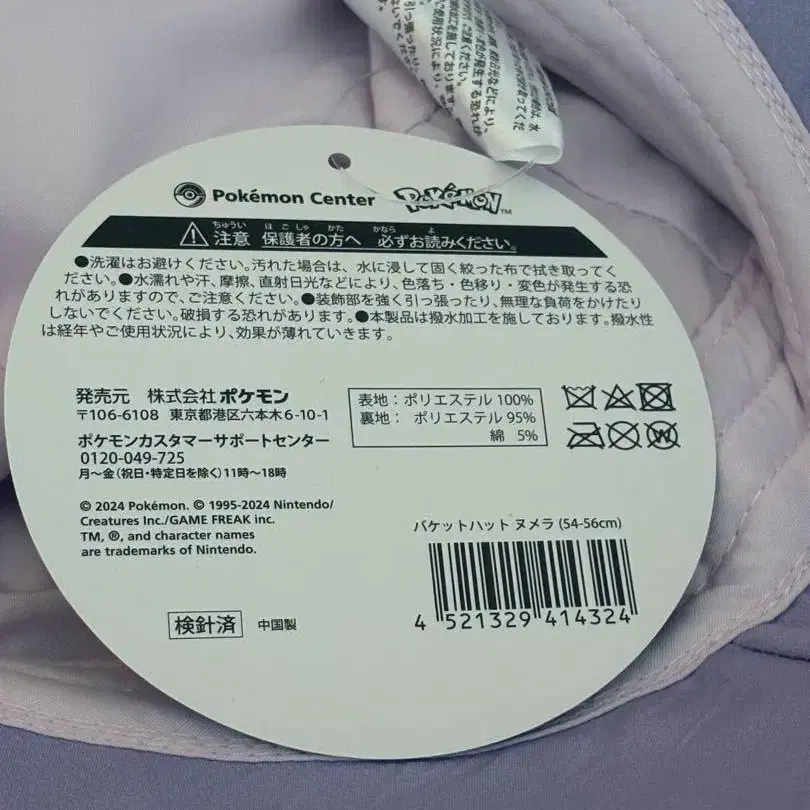 Pokémon Center POKéMON TM
注意 保護者の方へ 必ずお読みください。
●洗濯はお避けください。汚れた場合は、水に浸して固く絞った布で拭き取ってく
ださい。●水濡れや汗、摩擦、直射日光などにより、色落ち・色移り・変色が発生する恐
れがありますので、ご注意ください。●装飾部を強く引っ張ったり、無理な負荷をかけたり
しないでください。破損する恐れがあります。●本製品は撥水加工を施しております。撥水性
は経年やご使用状況により、効果が薄れていきます。
発売元 株式会社ポケモン
〒106-6108 東京都港区六本木6-10-1
ポケモンカスタマーサポートセンター
0120-049-725
月～金(祝日・特定日を除く)11時～18時
表地：ポリエステル 100%
裏地： ポリエステル 95%
綿 5%
© 2024 Pokémon. © 1995-2024 Nintendo/
Creatures Inc./GAME FREAK inc.
TM, ®, and character names
are trademarks of Nintendo.
バケットハット ヌメラ (54-56cm)
4 521329 414324
検針済 中国製